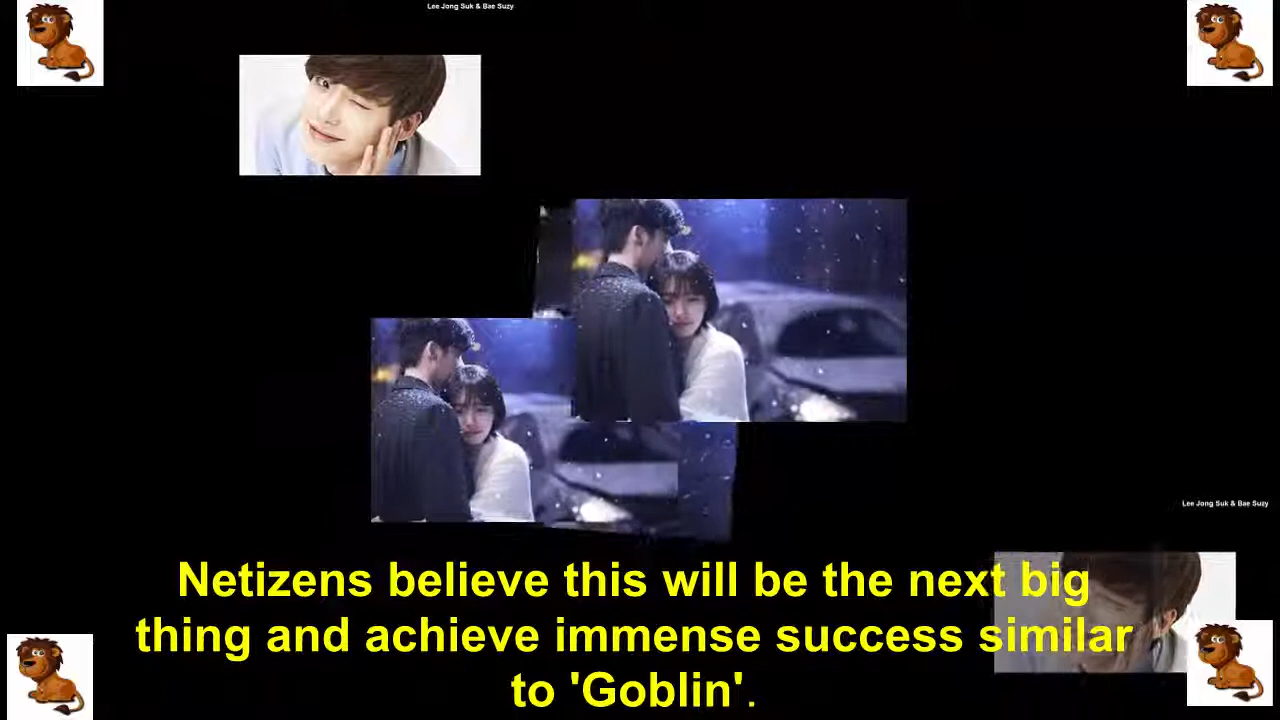 Lee Jong Suk & Bae Suzy
Lee Jong Suk & Bae Suzy
Netizens believe this will be the next big
thing and achieve immense success similar
to 'Goblin'.